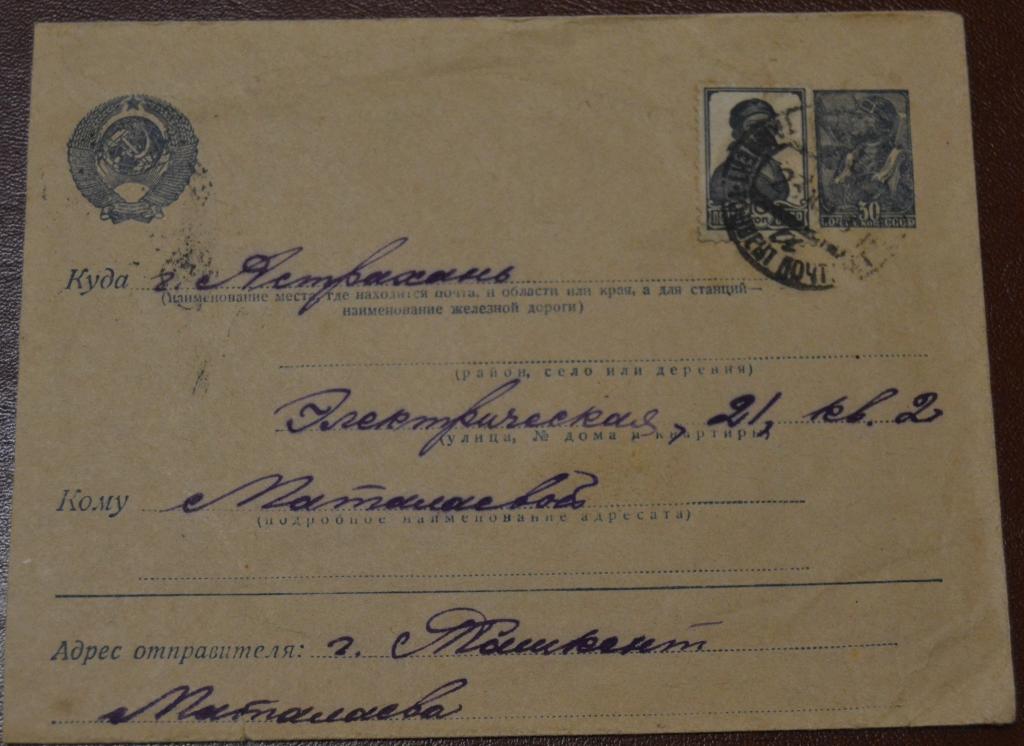 50
ПОЧТА СССР
Куда г. Астрахань
(наименование места, где находится почта, и области или края, а для станций—
наименование железной дороги)
(район, село или деревня)
Электрическая, 21, кв. 2
(улица, № дома и квартиры)
Кому Маталаевой
(подробное наименование адресата)
Адрес отправителя: г. Ташкент
Маталаева